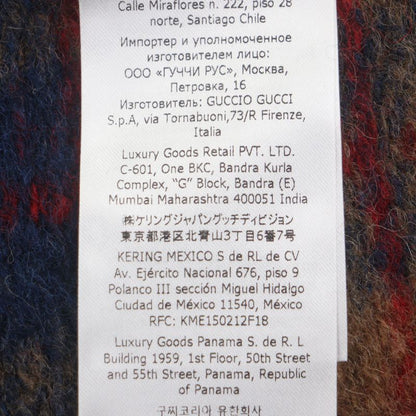 Calle Miraflores n. 222, piso 28
norte, Santiago Chile
Импортер и уполномоченное
изготовителем лицо:
ООО «ГУЧЧИ РУС», Москва,
Петровка, 16
Изготовитель: GUCCIO GUCCI
S.p.A, via Tornabuoni,73/R Firenze,
Italia
Luxury Goods Retail PVT. LTD.
C-601, One BKC, Bandra Kurla
Complex, “G” Block, Bandra (E)
Mumbai Maharashtra 400051 India
㈱ケリングジャパングッチディビジョン
東京都港区北青山3丁目6番7号
KERING MEXICO S de RL de CV
Av. Ejército Nacional 676, piso 9
Polanco III sección Miguel Hidalgo
Ciudad de México 11540, México
RFC: KME150212F18
Luxury Goods Panama S. de R. L
Building 1959, 1st Floor, 50th Street
and 55th Street, Panama, Republic
of Panama
구찌코리아 유한회사